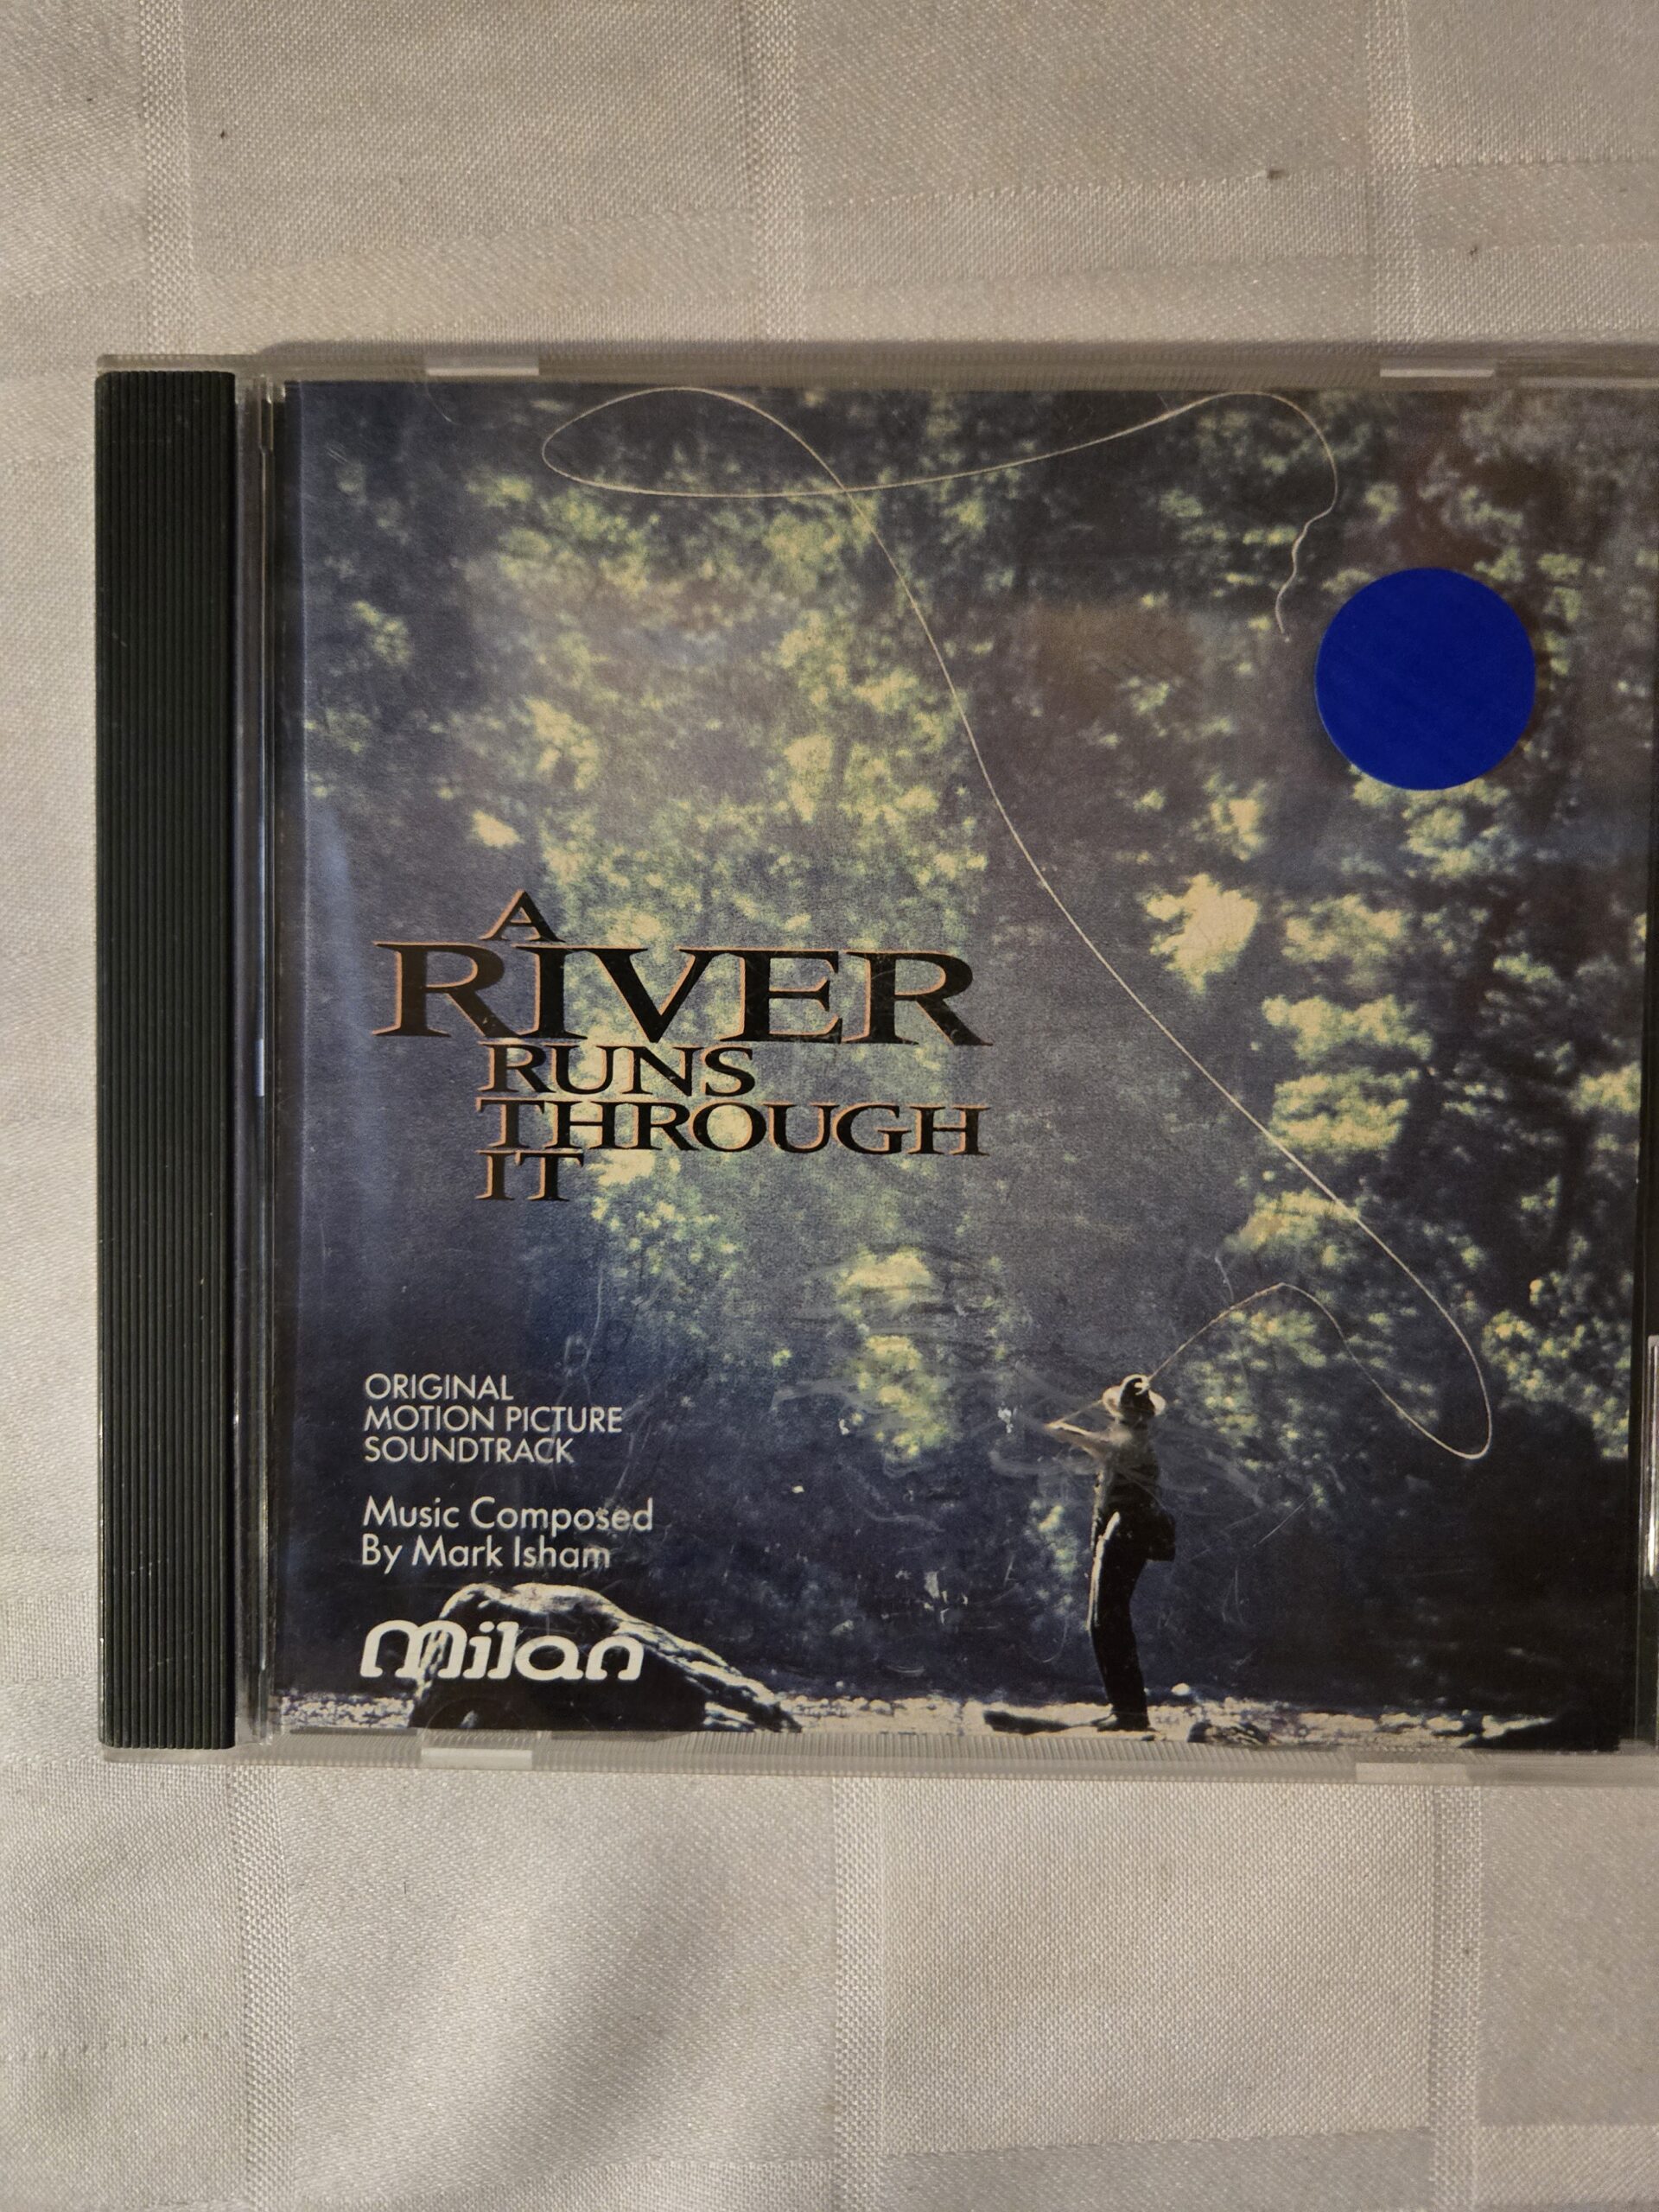 A
RIVER
RUNS
THROUGH
IT
ORIGINAL
MOTION PICTURE
SOUNDTRACK
Music Composed
By Mark Isham
Milan